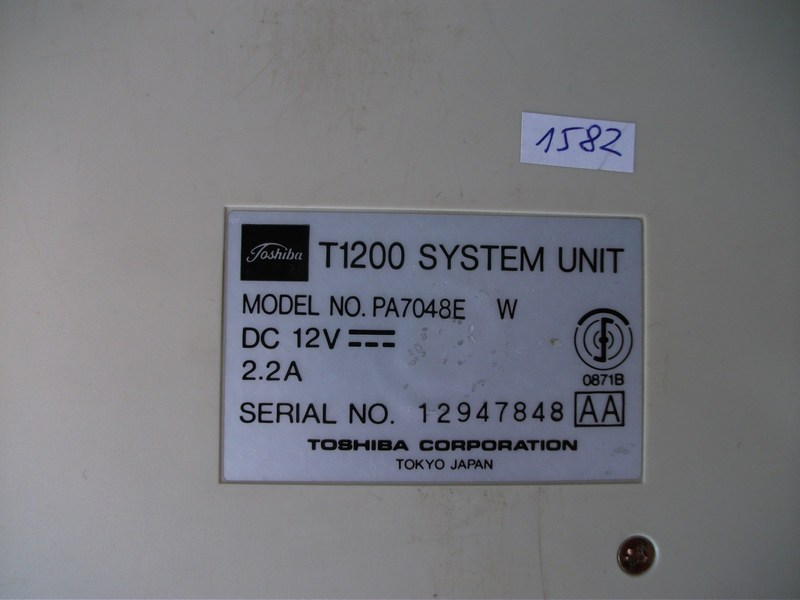 1582
Toshiba T1200 SYSTEM UNIT
MODEL NO. PA7048E W
DC 12V
2.2A
0871B
SERIAL NO. 12947848 AA
TOSHIBA CORPORATION
TOKYO JAPAN